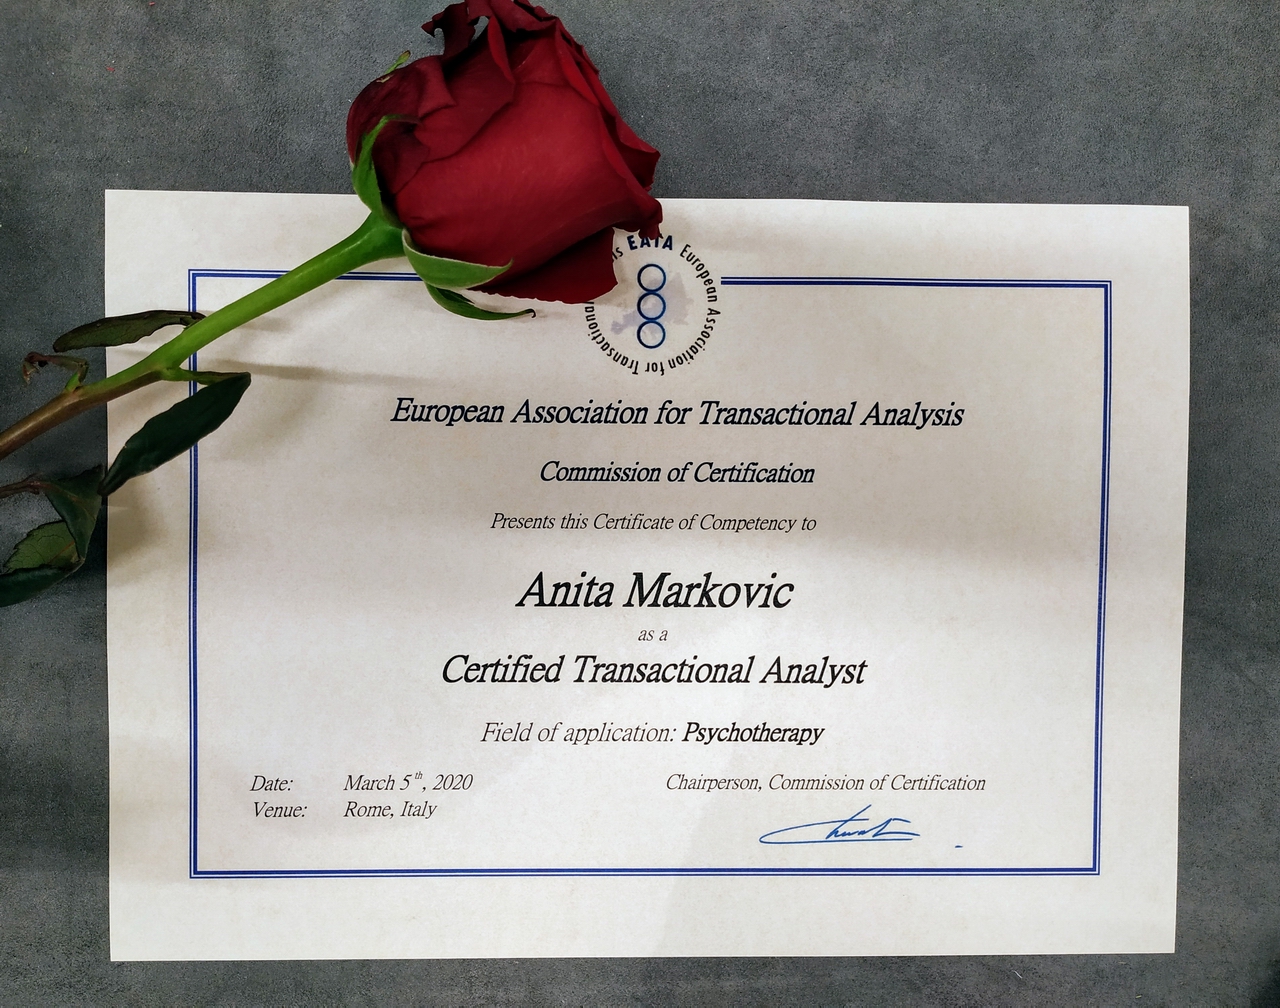 EATA European Association for Transactional
European Association for Transactional Analysis
Commission of Certification
Presents this Certificate of Competency to
Anita Markovic
as a
Certified Transactional Analyst
Field of application: Psychotherapy
Date: March 5th, 2020
Venue: Rome, Italy
Chairperson, Commission of Certification